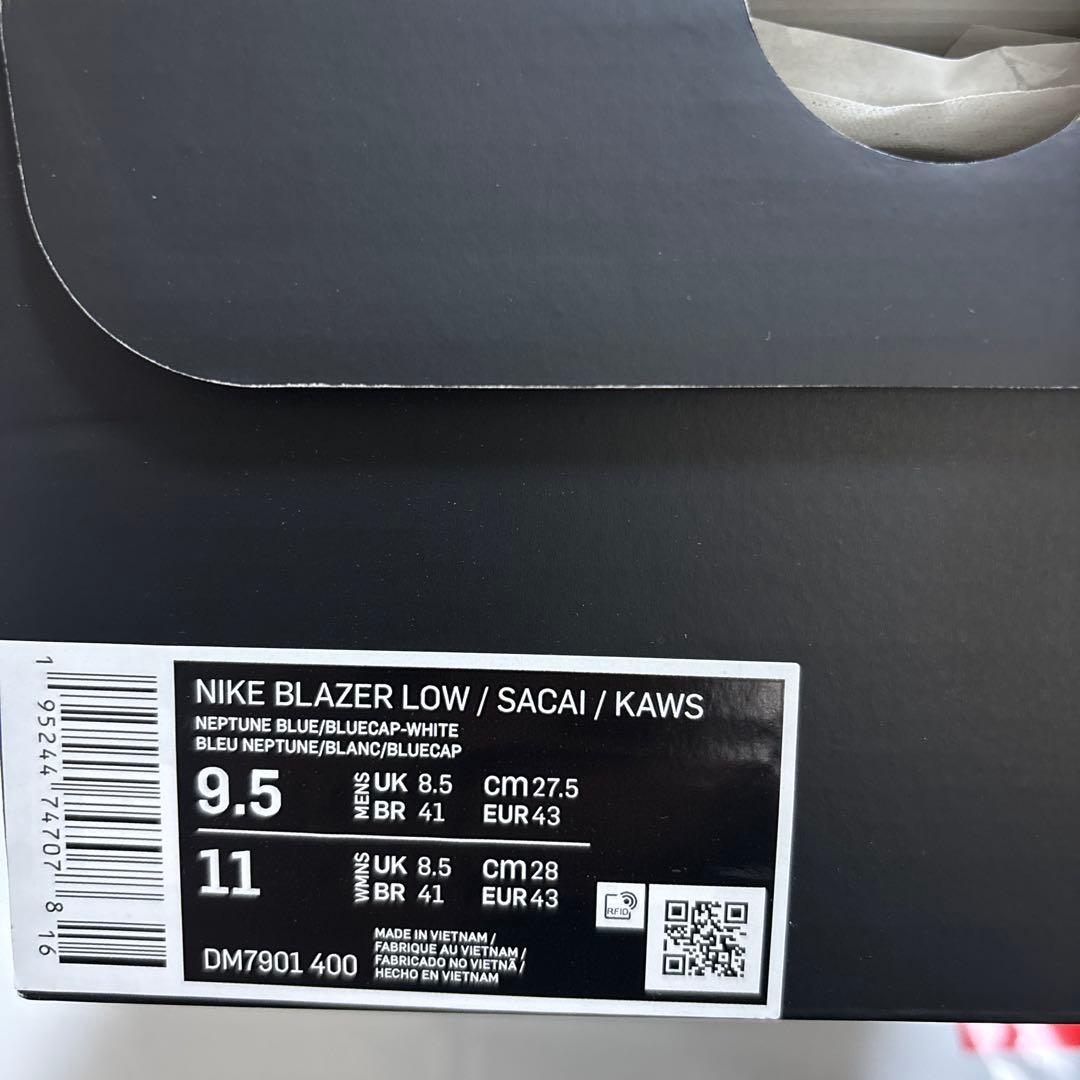 NIKE BLAZER LOW / SACAI / KAWS
NEPTUNE BLUE/BLUECAP-WHITE
BLEU NEPTUNE/BLANC/BLUECAP
9.5 MENS UK 8.5 cm 27.5
BR 41 EUR 43
11 WMNS UK 8.5 cm 28
BR 41 EUR 43
RFID
DM7901 400
MADE IN VIETNAM /
FABRIQUE AU VIETNAM /
FABRICADO NO VIETNÃ /
HECHO EN VIETNAM
1 95244 74707 8 16